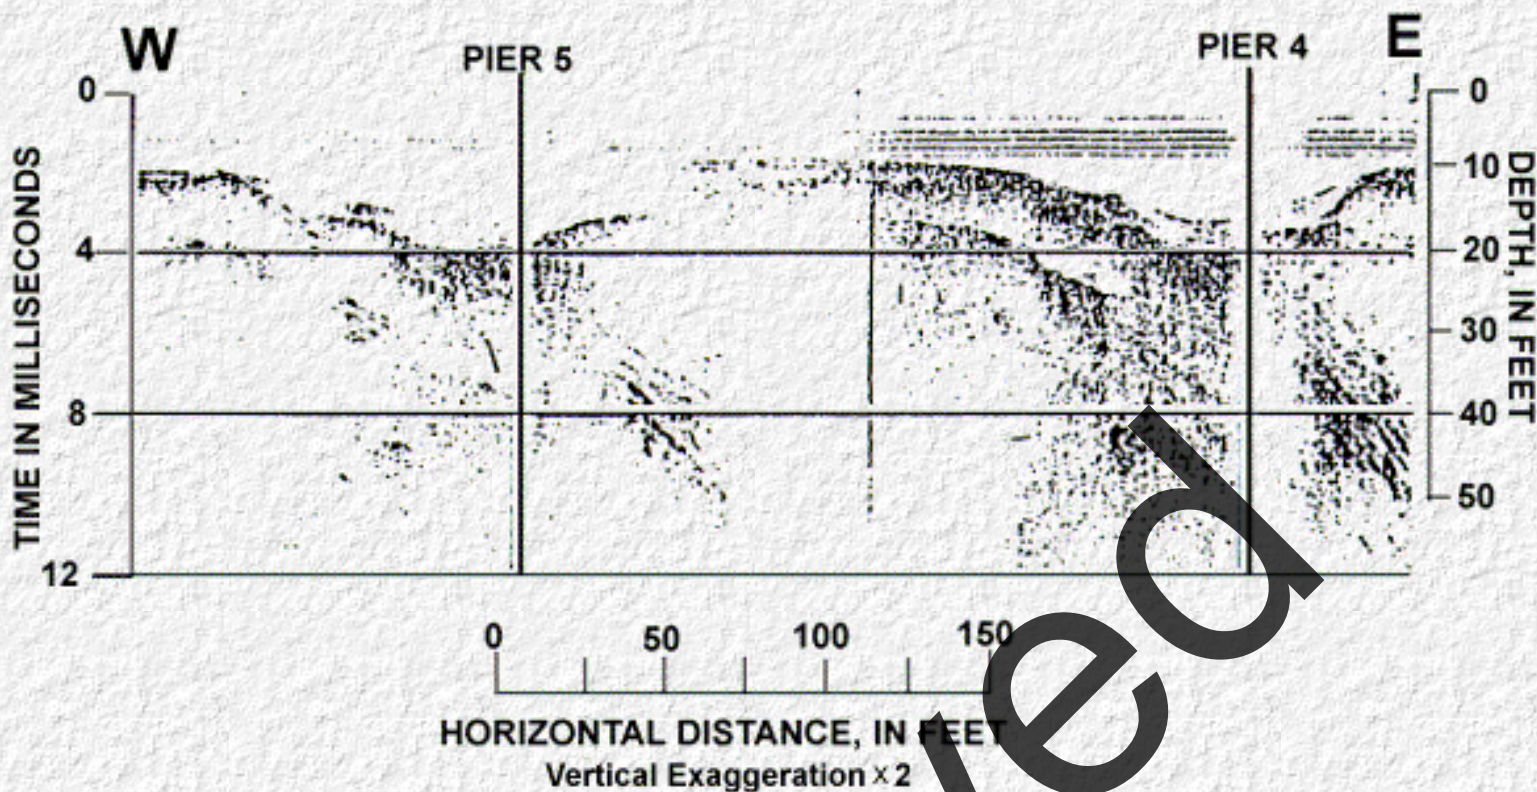 W
PIER 5
PIER 4
E
0
4
8
12
TIME IN MILLISECONDS
0
10
20
30
40
50
DEPTH, IN FEET
0 50 100 150
HORIZONTAL DISTANCE, IN FEET
Vertical Exaggeration x 2